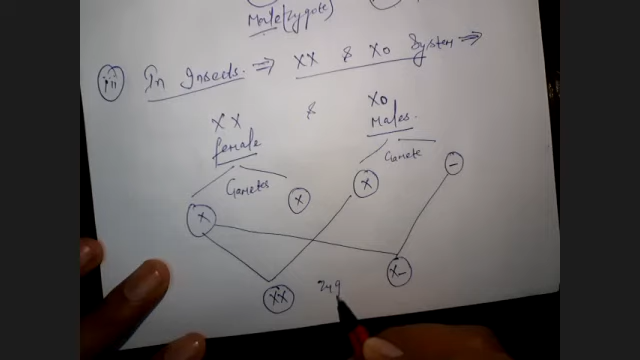 Male (Zygote)
(iii) In Insects. ⇒ XX & XO System ⇒
XX & XO
female Males.
Gametes Gamete
X X X -
XX Zyg X-